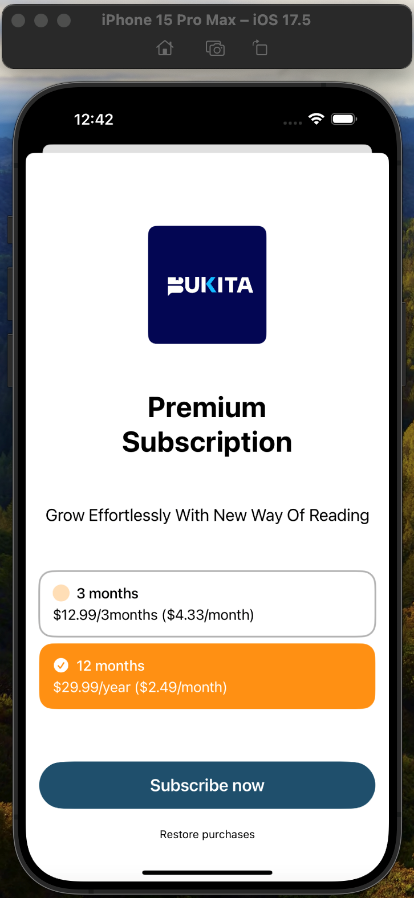 iPhone 15 Pro Max – iOS 17.5
12:42
BUKITA
Premium
Subscription
Grow Effortlessly With New Way Of Reading
3 months
$12.99/3months ($4.33/month)
12 months
$29.99/year ($2.49/month)
Subscribe now
Restore purchases